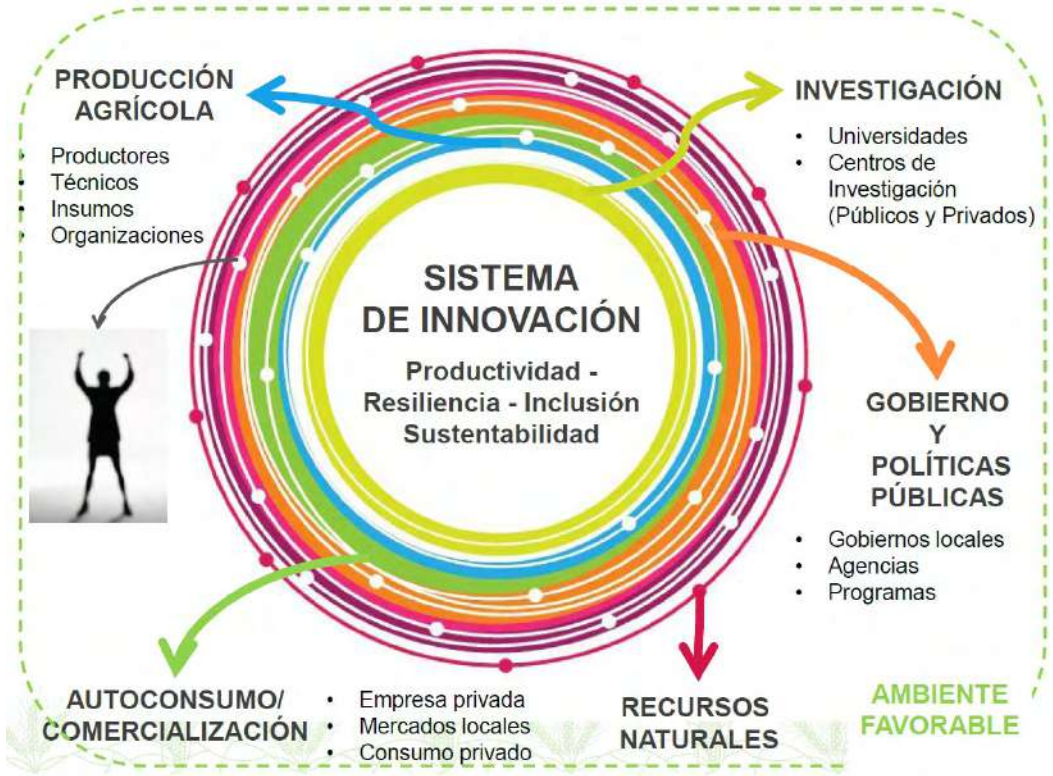 PRODUCCIÓN
AGRÍCOLA
• Productores
• Técnicos
• Insumos
• Organizaciones
INVESTIGACIÓN
• Universidades
• Centros de
Investigación
(Públicos y Privados)
SISTEMA
DE INNOVACIÓN
Productividad -
Resiliencia - Inclusión
Sustentabilidad
GOBIERNO
Y
POLÍTICAS
PÚBLICAS
• Gobiernos locales
• Agencias
• Programas
AUTOCONSUMO/
COMERCIALIZACIÓN
• Empresa privada
• Mercados locales
• Consumo privado
RECURSOS
NATURALES
AMBIENTE
FAVORABLE